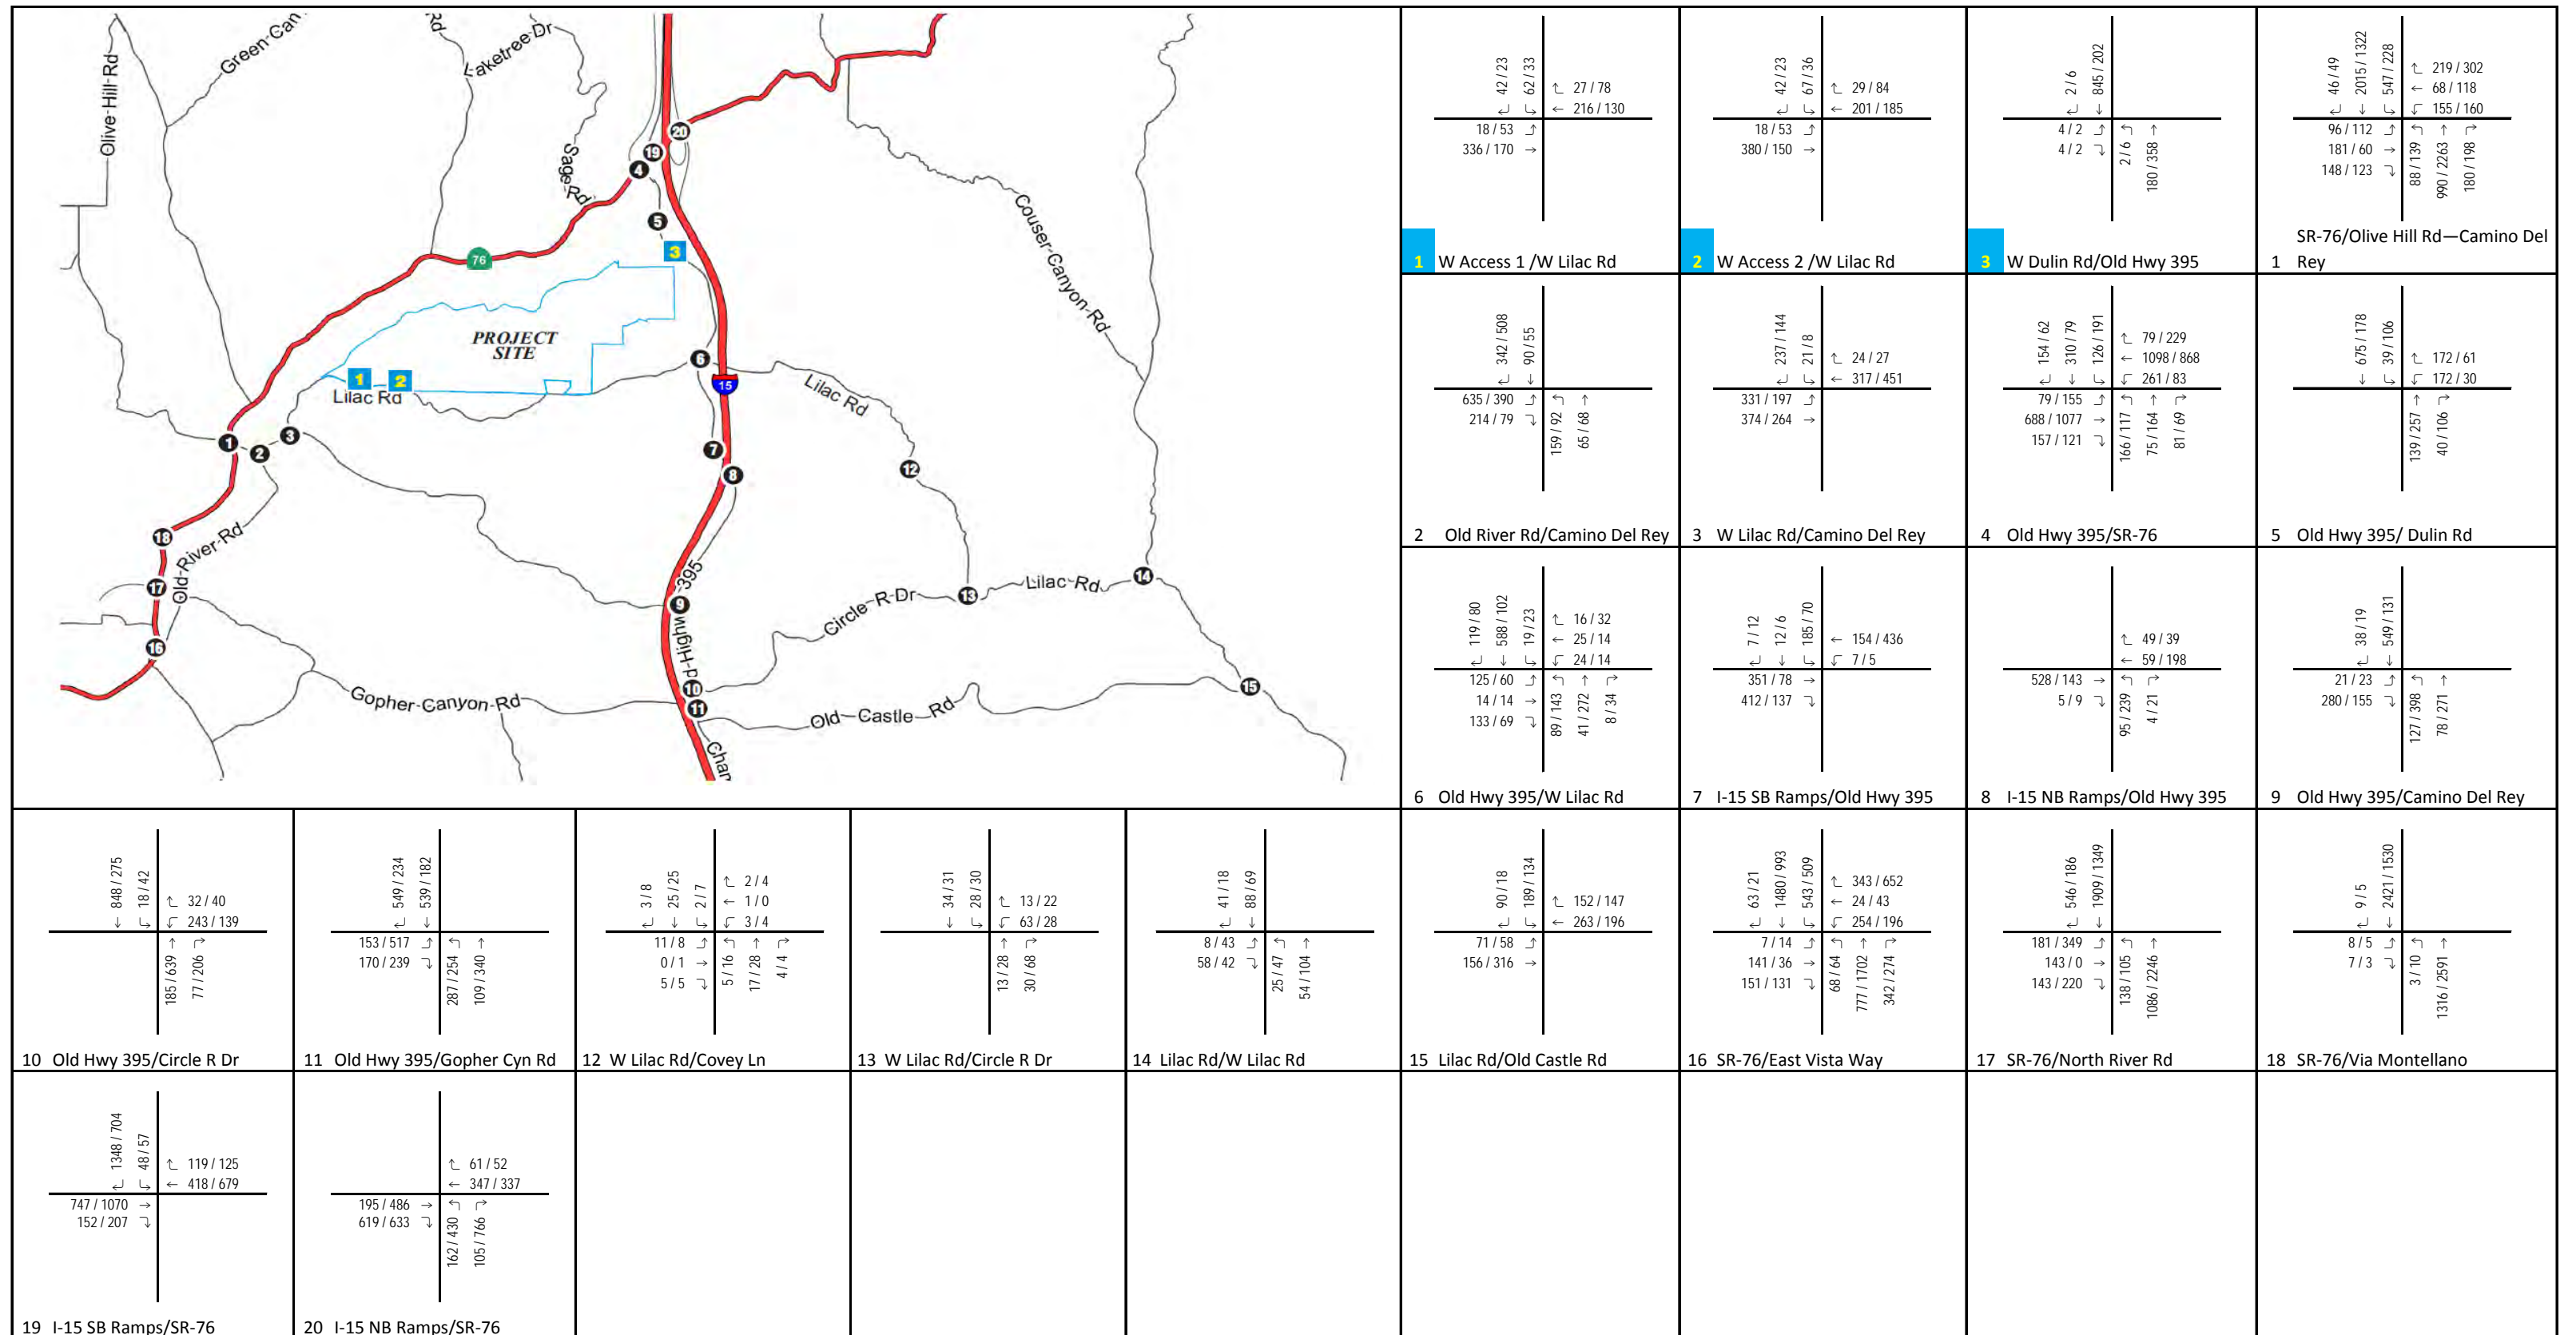 Olive Hill Rd
Green Can
Rd
Laketree Dr
Sage Rd
Couser Canyon Rd
76
20
19
4
5
3
PROJECT
SITE
1
2
Lilac Rd
6
15
Lilac Rd
1
2
3
7
8
12
18
Old River Rd
17
395
9
d High
Circle R Dr
13
Lilac Rd
14
16
Gopher Canyon Rd
10
11
Old Castle Rd
15
Char
42 / 23
62 / 33
27 / 78
216 / 130
18 / 53
336 / 170
1 W Access 1 /W Lilac Rd
42 / 23
67 / 36
29 / 84
201 / 185
18 / 53
380 / 150
2 W Access 2 /W Lilac Rd
2 / 6
845 / 202
4 / 2
4 / 2
2 / 6
180 / 358
3 W Dulin Rd/Old Hwy 395
46 / 49
2015 / 1322
547 / 228
219 / 302
68 / 118
155 / 160
96 / 112
181 / 60
148 / 123
88 / 139
990 / 2263
180 / 198
SR-76/Olive Hill Rd—Camino Del
1 Rey
342 / 508
90 / 55
635 / 390
214 / 79
159 / 92
65 / 68
2 Old River Rd/Camino Del Rey
237 / 144
21 / 8
24 / 27
317 / 451
331 / 197
374 / 264
3 W Lilac Rd/Camino Del Rey
154 / 62
310 / 79
126 / 191
79 / 229
1098 / 868
261 / 83
79 / 155
688 / 1077
157 / 121
166 / 117
75 / 164
81 / 69
4 Old Hwy 395/SR-76
675 / 178
39 / 106
172 / 61
172 / 30
139 / 257
40 / 106
5 Old Hwy 395/ Dulin Rd
119 / 80
588 / 102
19 / 23
16 / 32
25 / 14
24 / 14
125 / 60
14 / 14
133 / 69
89 / 143
41 / 272
8 / 34
6 Old Hwy 395/W Lilac Rd
7 / 12
12 / 6
185 / 70
154 / 436
7 / 5
351 / 78
412 / 137
7 I-15 SB Ramps/Old Hwy 395
49 / 39
59 / 198
528 / 143
5 / 9
95 / 239
4 / 21
8 I-15 NB Ramps/Old Hwy 395
38 / 19
549 / 131
21 / 23
280 / 155
127 / 398
78 / 271
9 Old Hwy 395/Camino Del Rey
848 / 275
18 / 42
32 / 40
243 / 139
185 / 639
77 / 206
10 Old Hwy 395/Circle R Dr
549 / 234
539 / 182
153 / 517
170 / 239
287 / 254
109 / 340
11 Old Hwy 395/Gopher Cyn Rd
3 / 8
25 / 25
2 / 7
2 / 4
1 / 0
3 / 4
11 / 8
0 / 1
5 / 5
5 / 16
17 / 28
4 / 4
12 W Lilac Rd/Covey Ln
34 / 31
28 / 30
13 / 22
63 / 28
13 / 28
30 / 68
13 W Lilac Rd/Circle R Dr
41 / 18
88 / 69
8 / 43
58 / 42
25 / 47
54 / 104
14 Lilac Rd/W Lilac Rd
90 / 18
189 / 134
152 / 147
263 / 196
71 / 58
156 / 316
15 Lilac Rd/Old Castle Rd
63 / 21
1480 / 993
543 / 509
343 / 652
24 / 43
254 / 196
7 / 14
141 / 36
151 / 131
68 / 64
777 / 1702
342 / 274
16 SR-76/East Vista Way
546 / 186
1909 / 1349
181 / 349
143 / 0
143 / 220
138 / 105
1086 / 2246
17 SR-76/North River Rd
9 / 5
2421 / 1530
8 / 5
7 / 3
3 / 10
1316 / 2591
18 SR-76/Via Montellano
1348 / 704
48 / 57
119 / 125
418 / 679
747 / 1070
152 / 207
19 I-15 SB Ramps/SR-76
61 / 52
347 / 337
195 / 486
619 / 633
162 / 430
105 / 766
20 I-15 NB Ramps/SR-76